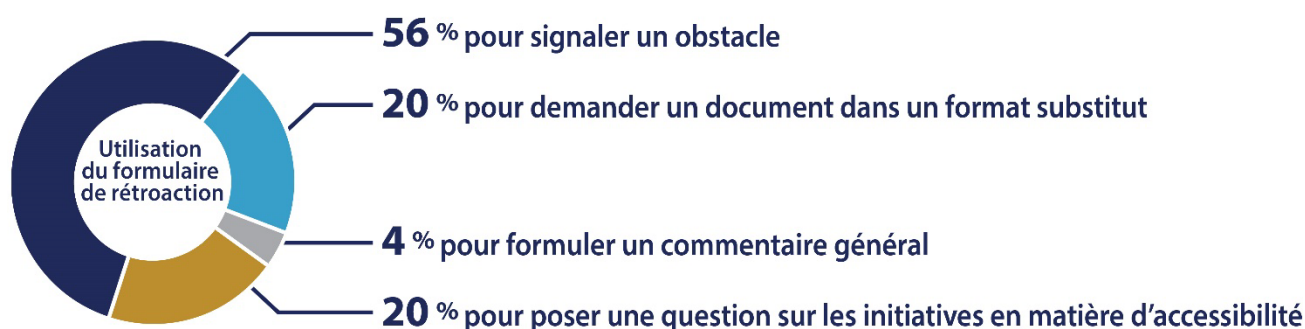 56 % pour signaler un obstacle
20 % pour demander un document dans un format substitut
Utilisation
du formulaire
de rétroaction
4 % pour formuler un commentaire général
20 % pour poser une question sur les initiatives en matière d’accessibilité